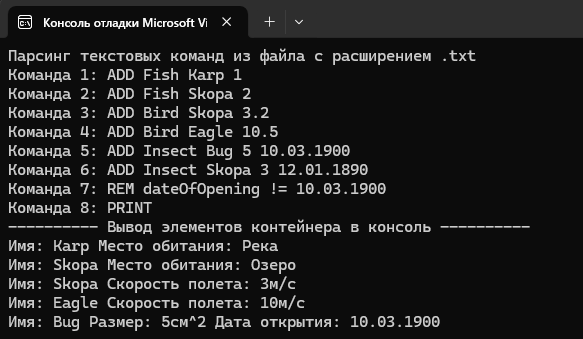 Консоль отладки Microsoft Vi
Парсинг текстовых команд из файла с расширением .txt
Команда 1: ADD Fish Karp 1
Команда 2: ADD Fish Skopa 2
Команда 3: ADD Bird Skopa 3.2
Команда 4: ADD Bird Eagle 10.5
Команда 5: ADD Insect Bug 5 10.03.1900
Команда 6: ADD Insect Skopa 3 12.01.1890
Команда 7: REM dateOfOpening != 10.03.1900
Команда 8: PRINT
---------- Вывод элементов контейнера в консоль ----------
Имя: Karp Место обитания: Река
Имя: Skopa Место обитания: Озеро
Имя: Skopa Скорость полета: 3м/с
Имя: Eagle Скорость полета: 10м/с
Имя: Bug Размер: 5см^2 Дата открытия: 10.03.1900